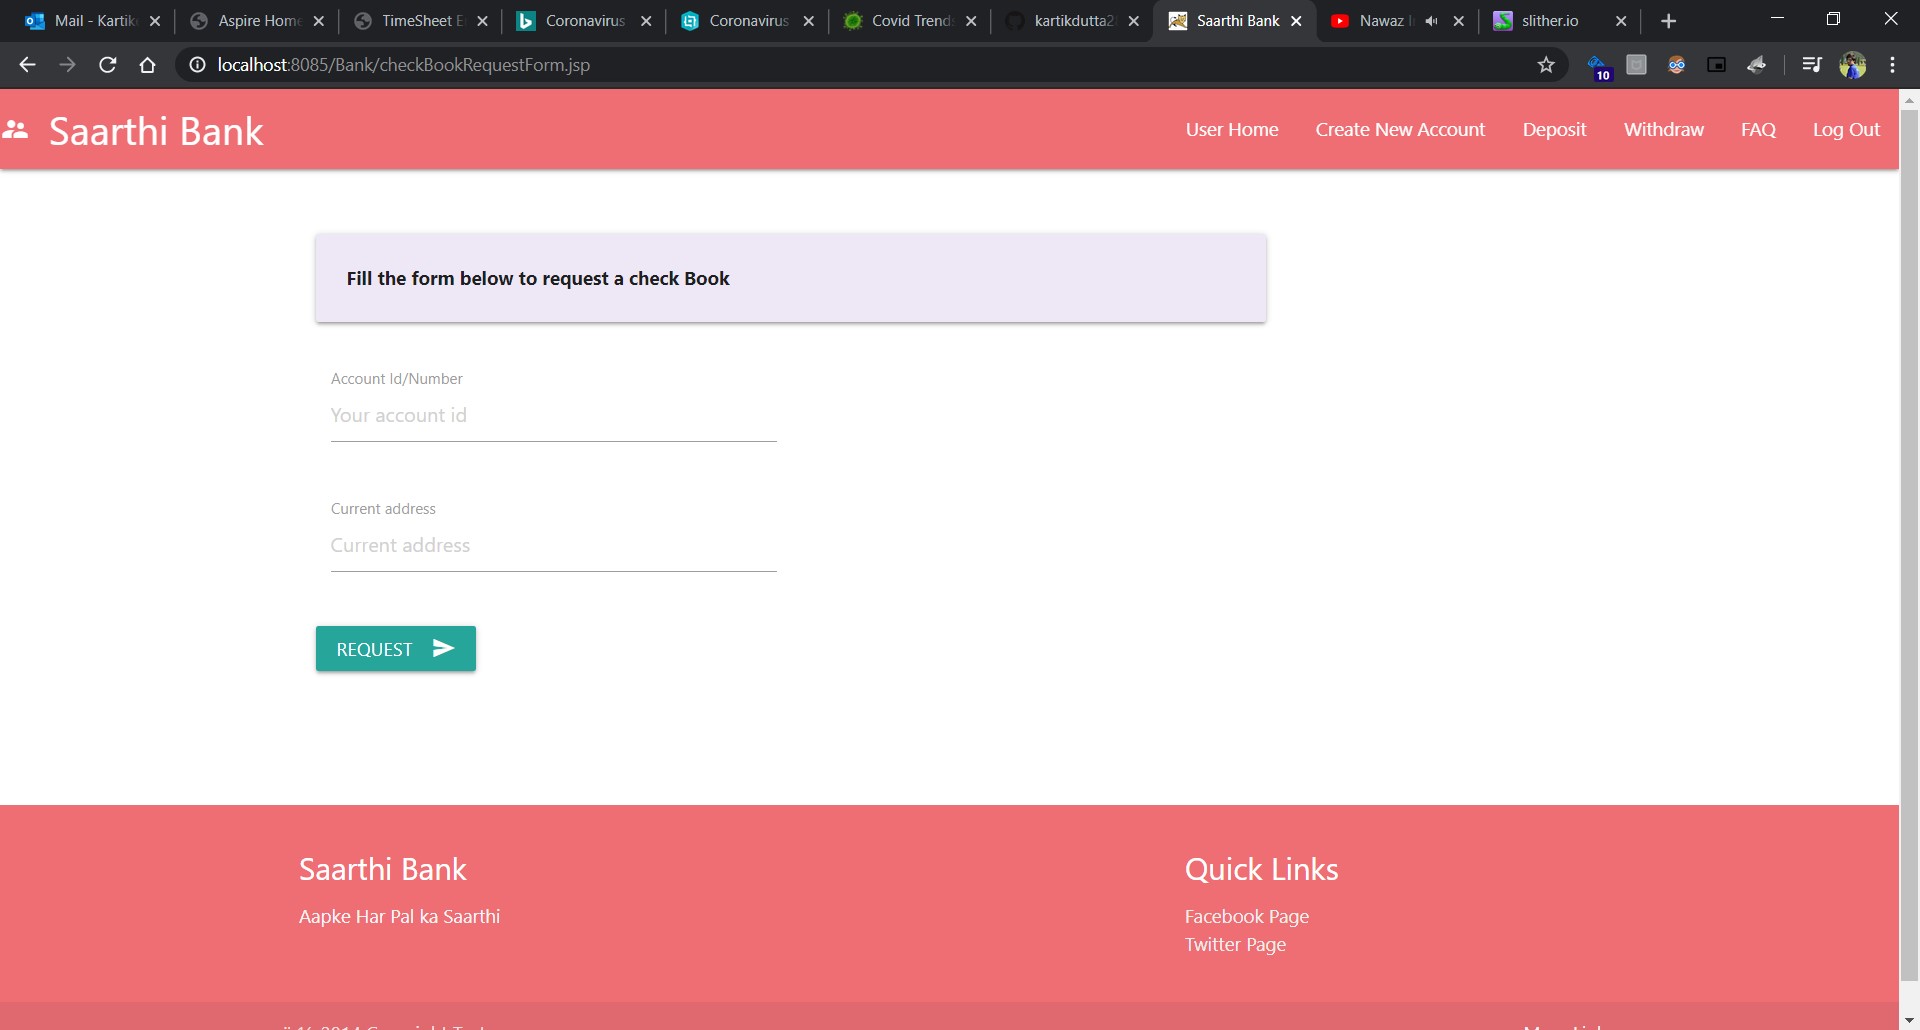 Mail - Kartik
Aspire Home
TimeSheet E
Coronavirus
Coronavirus
Covid Trends
kartikdutta2
Saarthi Bank
Nawaz
slither.io
localhost:8085/Bank/checkBookRequestForm.jsp
10
Saarthi Bank
User Home
Create New Account
Deposit
Withdraw
FAQ
Log Out
Fill the form below to request a check Book
Account Id/Number
Your account id
Current address
Current address
REQUEST
Saarthi Bank
Aapke Har Pal ka Saarthi
Quick Links
Facebook Page
Twitter Page